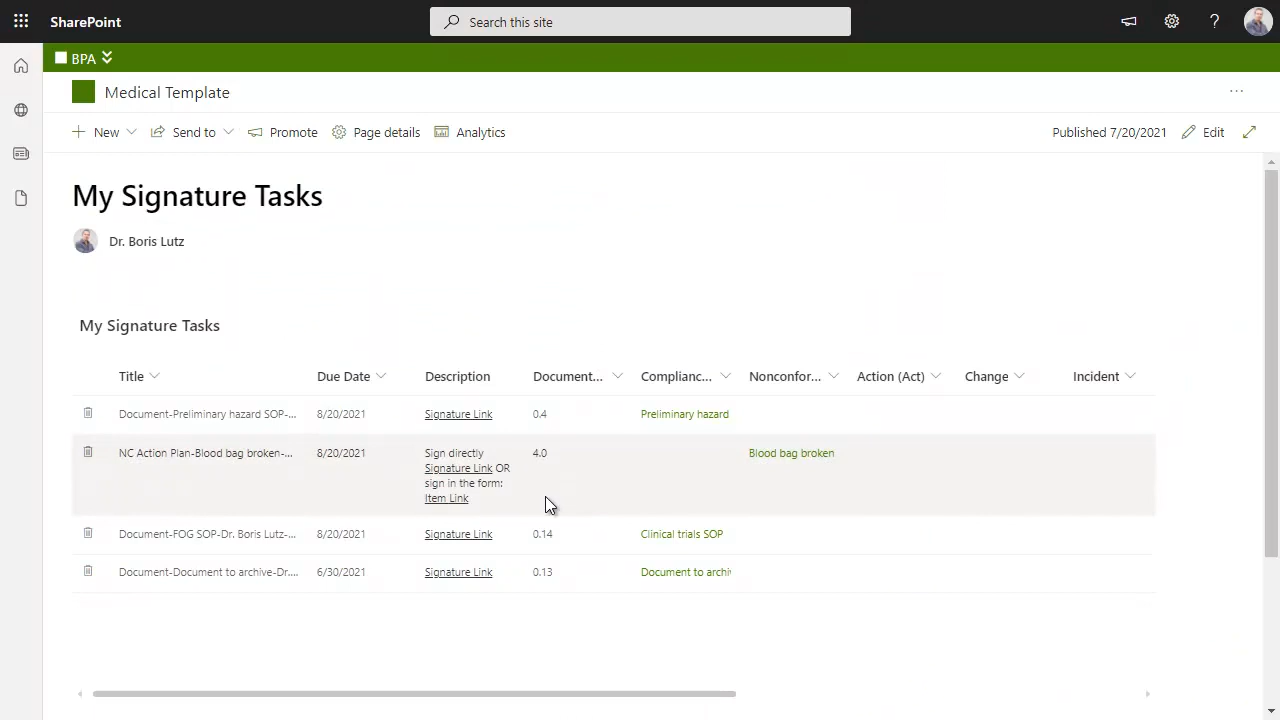 SharePoint
Search this site
?
BPA
Medical Template
...
New
Send to
Promote
Page details
Analytics
Published 7/20/2021
Edit
My Signature Tasks
Dr. Boris Lutz
My Signature Tasks
Title
Due Date
Description
Document...
Complianc...
Nonconfor...
Action (Act)
Change
Incident
Document-Preliminary hazard SOP-...
8/20/2021
Signature Link
0.4
Preliminary hazard
NC Action Plan-Blood bag broken-...
8/20/2021
Sign directly
Signature Link OR
sign in the form:
Item Link
4.0
Blood bag broken
Document-FOG SOP-Dr. Boris Lutz-...
8/20/2021
Signature Link
0.14
Clinical trials SOP
Document-Document to archive-Dr....
6/30/2021
Signature Link
0.13
Document to archi